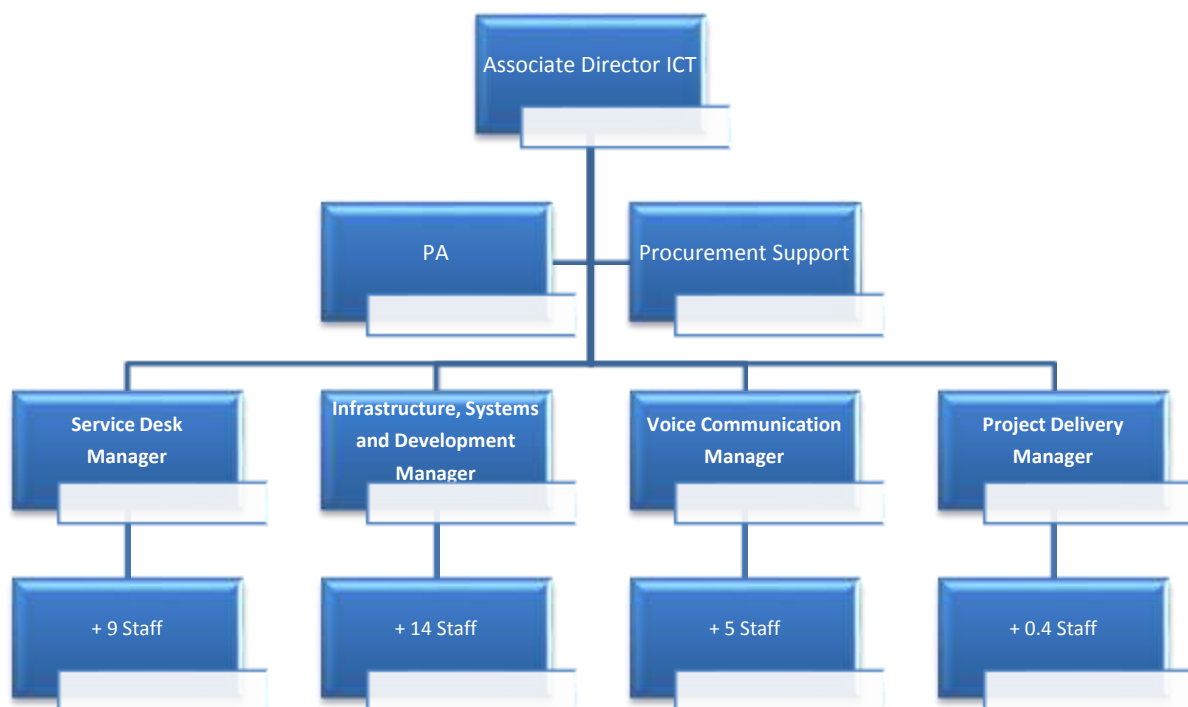 Associate Director ICT
PA
Procurement Support
Service Desk
Manager
Infrastructure, Systems
and Development
Manager
Voice Communication
Manager
Project Delivery
Manager
+ 9 Staff
+ 14 Staff
+ 5 Staff
+ 0.4 Staff